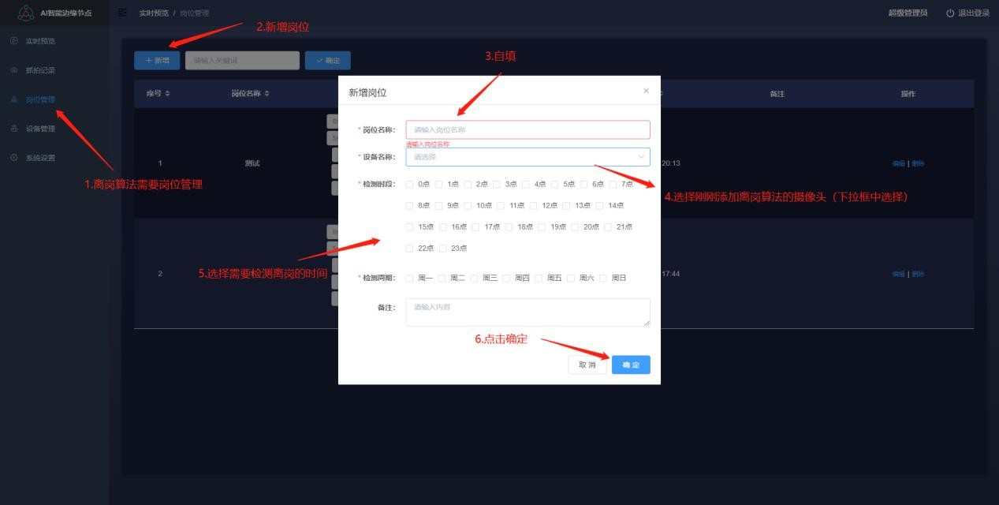 AI智能边缘节点
实时预览 / 岗位管理
超级管理员
退出登录
实时预览
抓拍记录
岗位管理
设备管理
系统设置
2.新增岗位
+ 新增
请输入关键词
确定
3.自填
序号
岗位名称
备注
操作
1
测试
20:13
编辑 | 删除
2
17:44
编辑 | 删除
1.离岗算法需要岗位管理
新增岗位
* 岗位名称:
请输入岗位名称
请输入岗位名称
* 设备名称:
请选择
4.选择刚刚添加离岗算法的摄像头（下拉框中选择）
* 检测时段:
0点 1点 2点 3点 4点 5点 6点 7点
8点 9点 10点 11点 12点 13点 14点
15点 16点 17点 18点 19点 20点 21点
22点 23点
5.选择需要检测离岗的时间
* 检测周期:
周一 周二 周三 周四 周五 周六 周日
备注:
请输入内容
6.点击确定
取 消
确 定